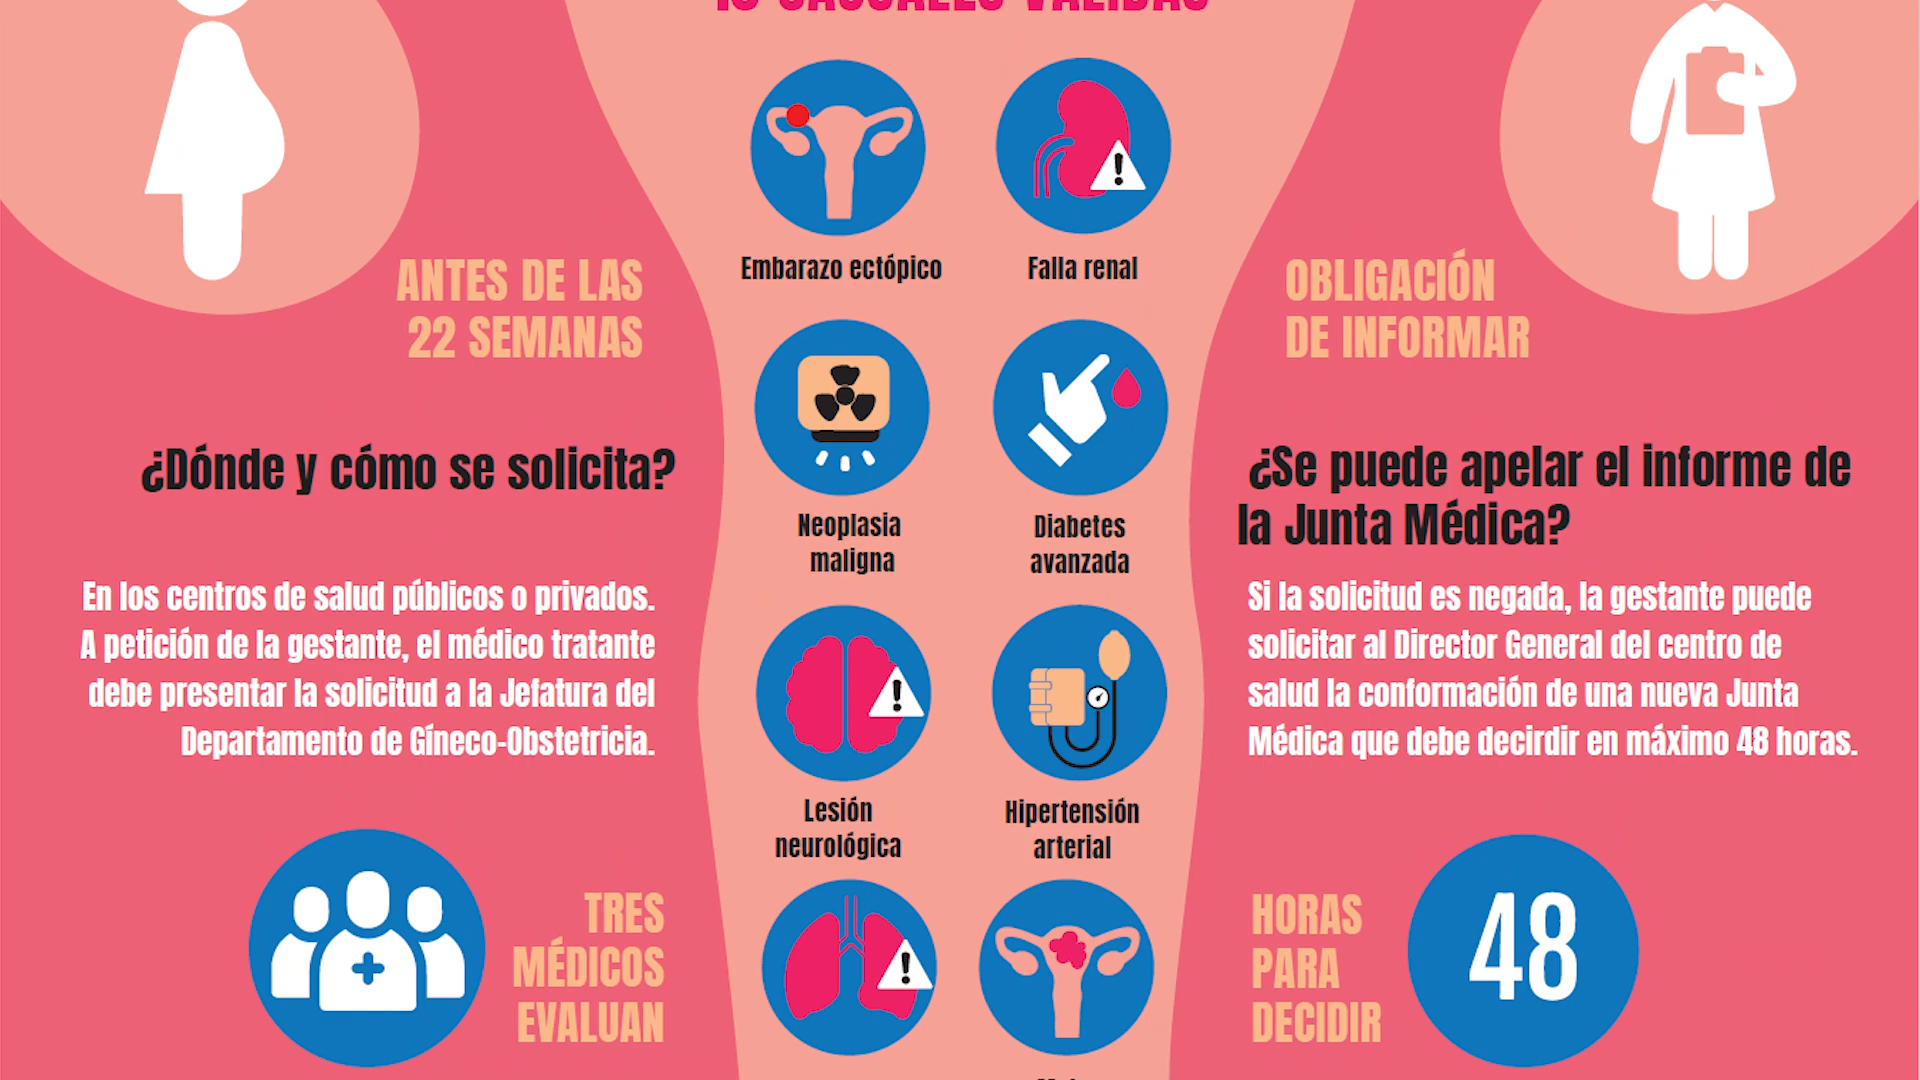 ANTES DE LAS
22 SEMANAS
¿Dónde y cómo se solicita?
En los centros de salud públicos o privados.
A petición de la gestante, el médico tratante
debe presentar la solicitud a la Jefatura del
Departamento de Gineco-Obstetricia.
TRES
MÉDICOS
EVALUAN
Embarazo ectópico
Falla renal
Neoplasia
maligna
Diabetes
avanzada
Lesión
neurológica
Hipertensión
arterial
OBLIGACIÓN
DE INFORMAR
¿Se puede apelar el informe de
la Junta Médica?
Si la solicitud es negada, la gestante puede
solicitar al Director General del centro de
salud la conformación de una nueva Junta
Médica que debe decirdir en máximo 48 horas.
HORAS
PARA
DECIDIR
48